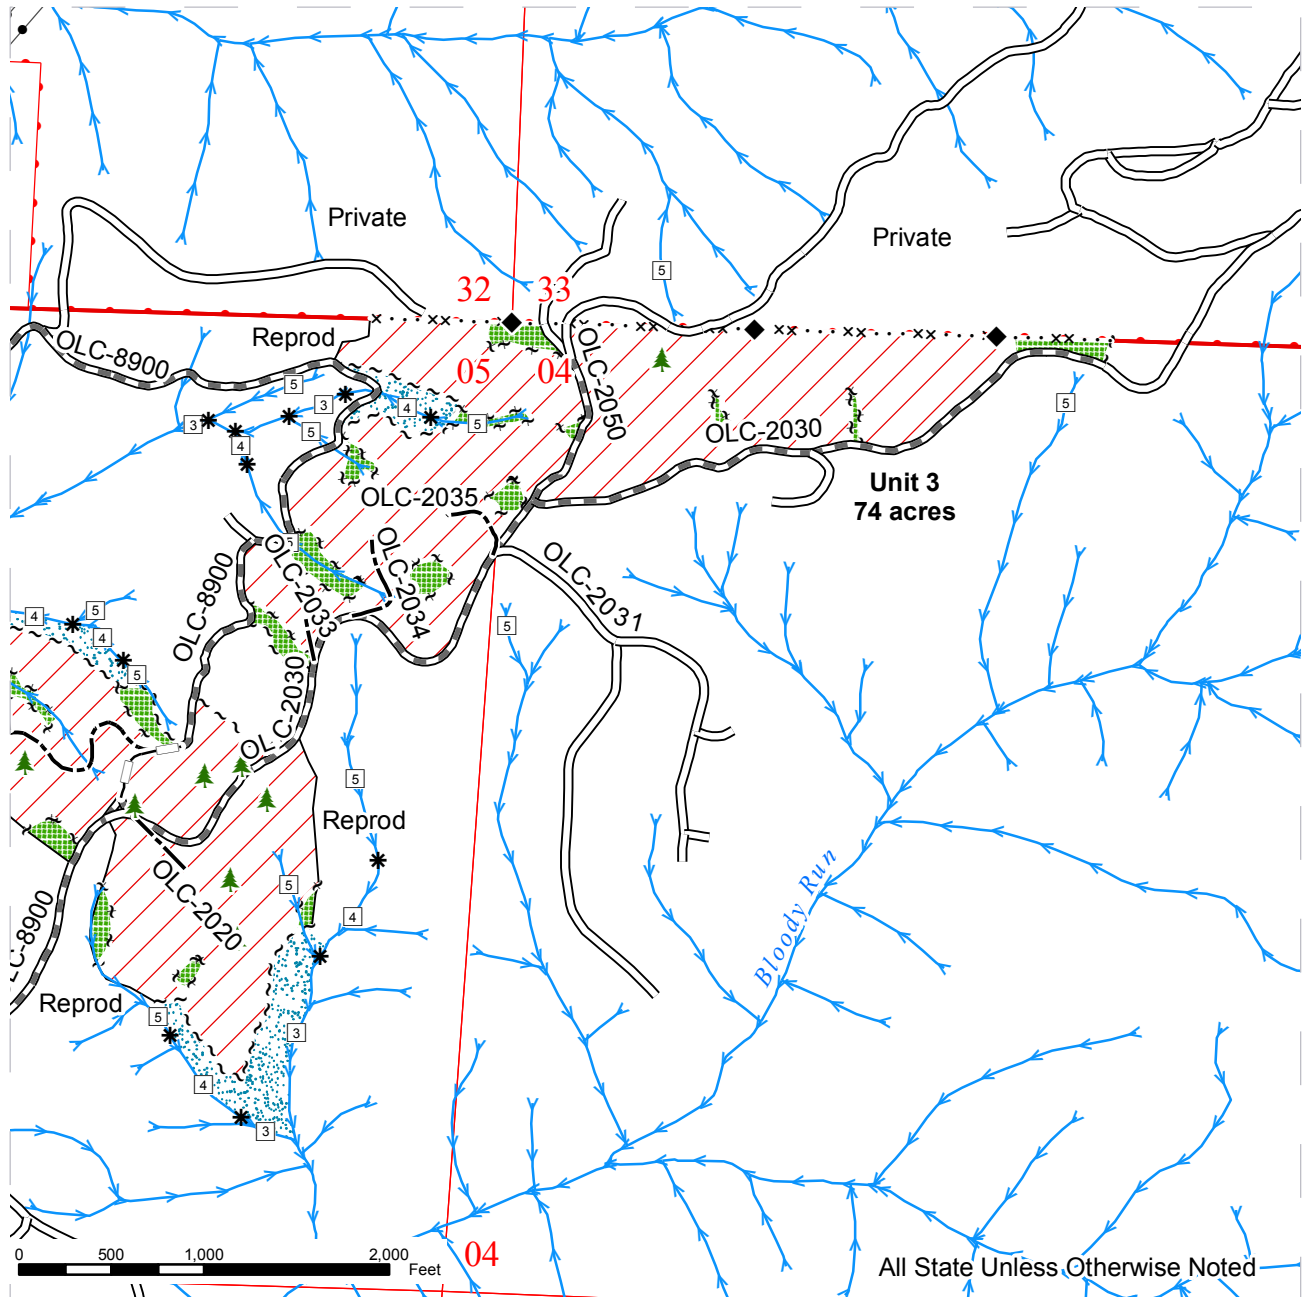 Private
Private
5
32
33
Reprod
OLC-8900
05
04
OLC-2050
5
3
4
5
5
3
5
4
OLC-2030
Unit 3
74 acres
OLC-2035
5
OLC-8900
OLC-2033
OLC-2034
OLC-2031
5
4
5
4
5
OLC-2030
5
Reprod
OLC-2020
5
4
LC-8900
Bloody Run
Reprod
5
3
4
3
04
0
500
1,000
2,000
Feet
All State Unless Otherwise Noted